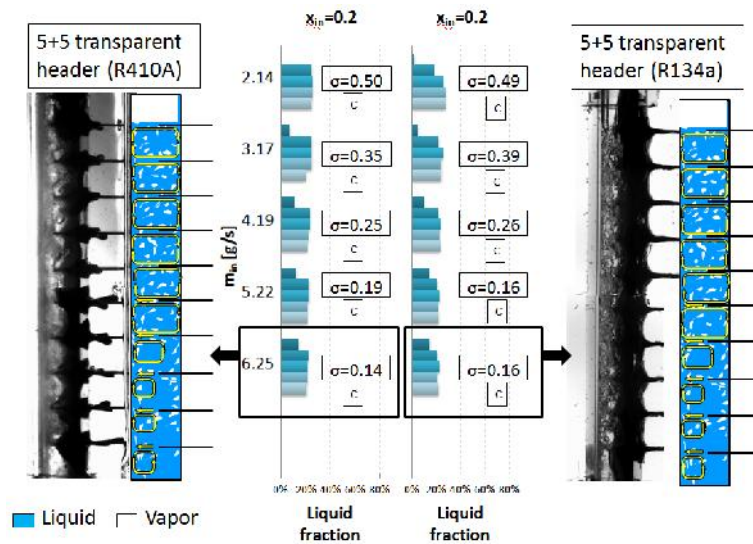 5+5 transparent
header (R410A)
x_in=0.2
x_in=0.2
5+5 transparent
header (R134a)
2.14
σ=0.50
C
σ=0.49
C
3.17
σ=0.35
C
σ=0.39
C
4.19
σ=0.25
C
σ=0.26
C
m_in [g/s]
5.22
σ=0.19
C
σ=0.16
C
6.25
σ=0.14
C
σ=0.16
C
0% 20% 40% 60% 80%
0% 20% 40% 60% 80%
Liquid
fraction
Liquid
fraction
Liquid
Vapor